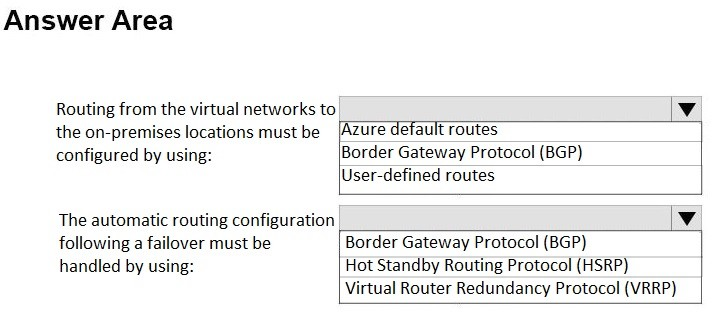 Answer Area
Routing from the virtual networks to
the on-premises locations must be
configured by using:
Azure default routes
Border Gateway Protocol (BGP)
User-defined routes
The automatic routing configuration
following a failover must be
handled by using:
Border Gateway Protocol (BGP)
Hot Standby Routing Protocol (HSRP)
Virtual Router Redundancy Protocol (VRRP)